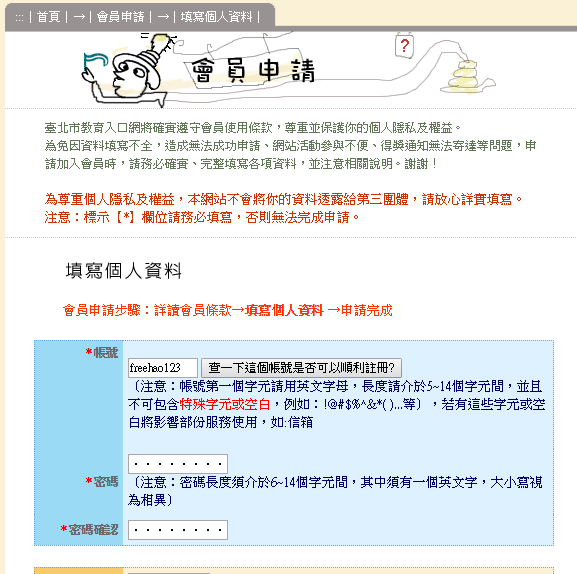 :::｜首頁｜→｜會員申請｜→｜填寫個人資料｜
會員申請
?
臺北市教育入口網將確實遵守會員使用條款，尊重並保護你的個人隱私及權益。
為免因資料填寫不全，造成無法成功申請、網站活動參與不便、得獎通知無法寄達等問題，申
請加入會員時，請務必確實、完整填寫各項資料，並注意相關說明。謝謝！
為尊重個人隱私及權益，本網站不會將你的資料透露給第三團體，請放心詳實填寫。
注意：標示【*】欄位請務必填寫，否則無法完成申請。
填寫個人資料
會員申請步驟：詳讀會員條款→填寫個人資料 →申請完成
*帳號
freehao123 查一下這個帳號是否可以順利註冊?
〔注意：帳號第一個字元請用英文字母，長度請介於5~14個字元間，並且
不可包含特殊字元或空白，例如：!@#$%^&*( )...等〕，若有這些字元或空
白將影響部份服務使用，如:信箱
*密碼
‧‧‧‧‧‧‧‧
〔注意：密碼長度須介於6~14個字元間，其中須有一個英文字，大小寫視
為相異〕
*密碼確認 ‧‧‧‧‧‧‧‧